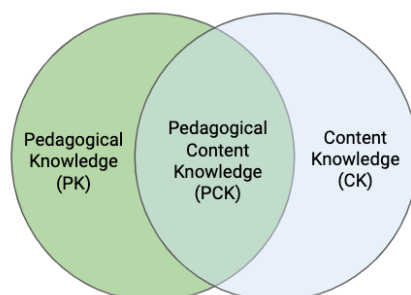 Pedagogical
Knowledge
(PK)
Pedagogical
Content
Knowledge
(PCK)
Content
Knowledge
(CK)